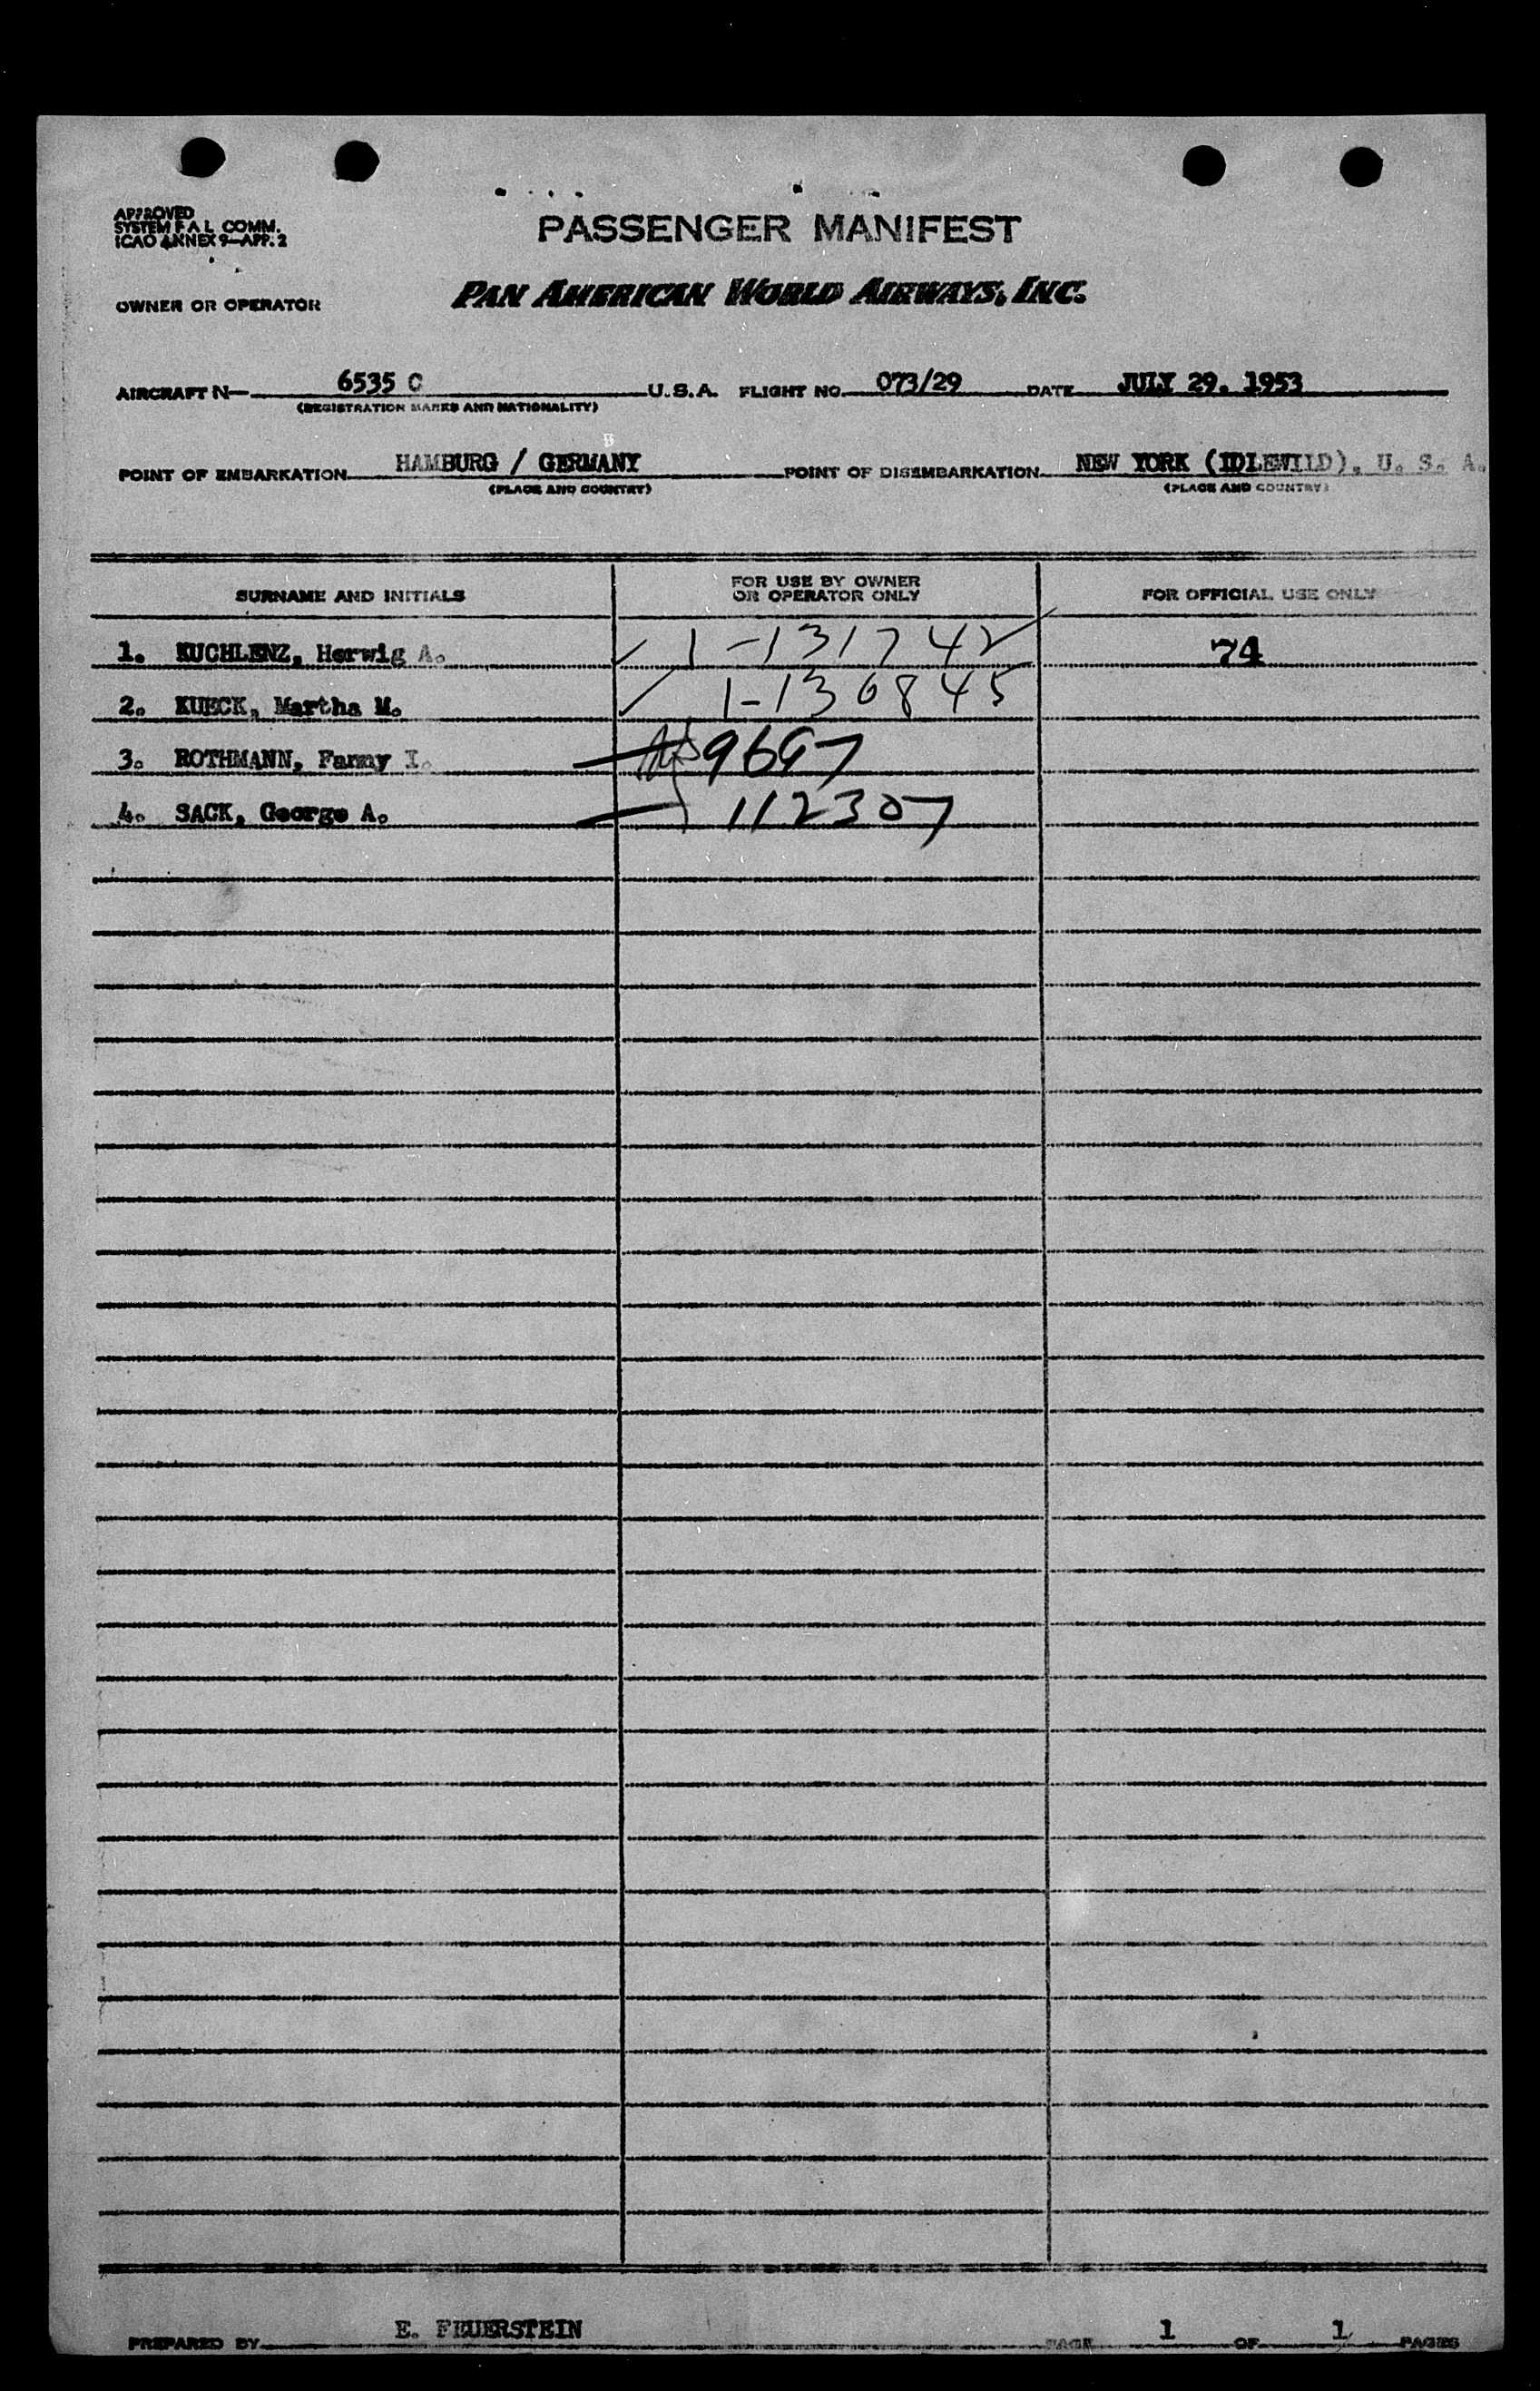 APPROVED
SYSTEM F A L COMM.
ICAO ANNEX 9—APP. 2
PASSENGER MANIFEST
OWNER OR OPERATOR PAN AMERICAN WORLD AIRWAYS, INC.
AIRCRAFT N— 6535 C U.S.A. FLIGHT NO. 073/29 DATE JULY 29, 1953
(REGISTRATION MARKS AND NATIONALITY)
POINT OF EMBARKATION HAMBURG / GERMANY POINT OF DISEMBARKATION NEW YORK (IDLEWILD), U. S. A.
(PLACE AND COUNTRY) (PLACE AND COUNTRY)
SURNAME AND INITIALS FOR USE BY OWNER OR OPERATOR ONLY FOR OFFICIAL USE ONLY
1. KUCHLENZ, Herwig A. ✓ 1-131742 74
2. KUECK, Martha M. ✓ 1-130845
3. ROTHMANN, Fanny I. 9697
4. SACK, George A. 112307
PREPARED BY E. FEUERSTEIN PAGE 1 OF 1 PAGES